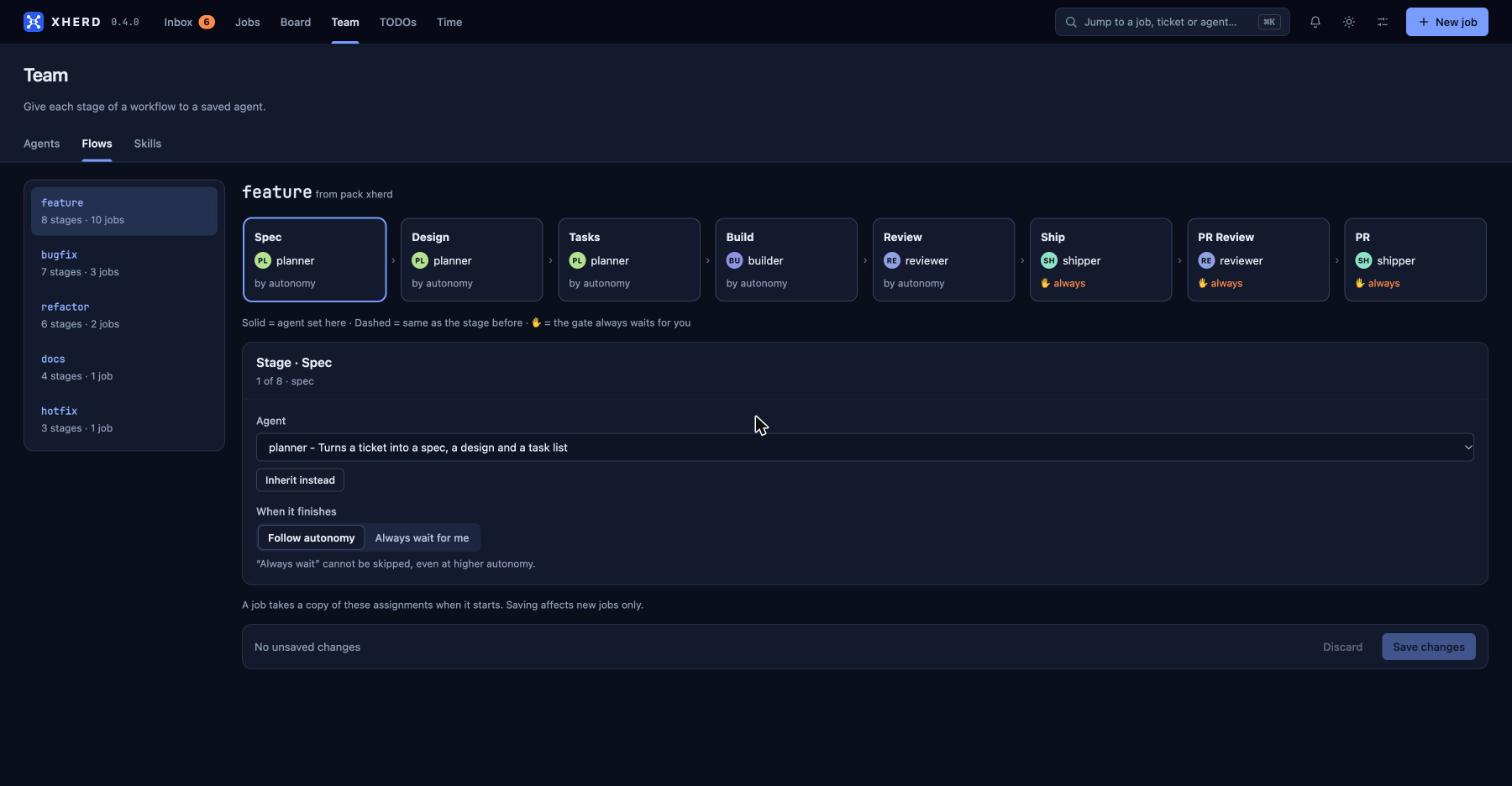 XHERD 0.4.0 Inbox 6 Jobs Board Team TODOs Time Jump to a job, ticket or agent... ⌘K + New job
Team
Give each stage of a workflow to a saved agent.
Agents Flows Skills
feature
8 stages · 10 jobs
bugfix
7 stages · 3 jobs
refactor
6 stages · 2 jobs
docs
4 stages · 1 job
hotfix
3 stages · 1 job
feature from pack xherd
Spec
PL planner
by autonomy
›
Design
PL planner
by autonomy
›
Tasks
PL planner
by autonomy
›
Build
BU builder
by autonomy
›
Review
RE reviewer
by autonomy
›
Ship
SH shipper
✋ always
›
PR Review
RE reviewer
✋ always
›
PR
SH shipper
✋ always
Solid = agent set here · Dashed = same as the stage before · ✋ = the gate always waits for you
Stage · Spec
1 of 8 · spec
Agent
planner - Turns a ticket into a spec, a design and a task list
Inherit instead
When it finishes
Follow autonomy Always wait for me
"Always wait" cannot be skipped, even at higher autonomy.
A job takes a copy of these assignments when it starts. Saving affects new jobs only.
No unsaved changes Discard Save changes